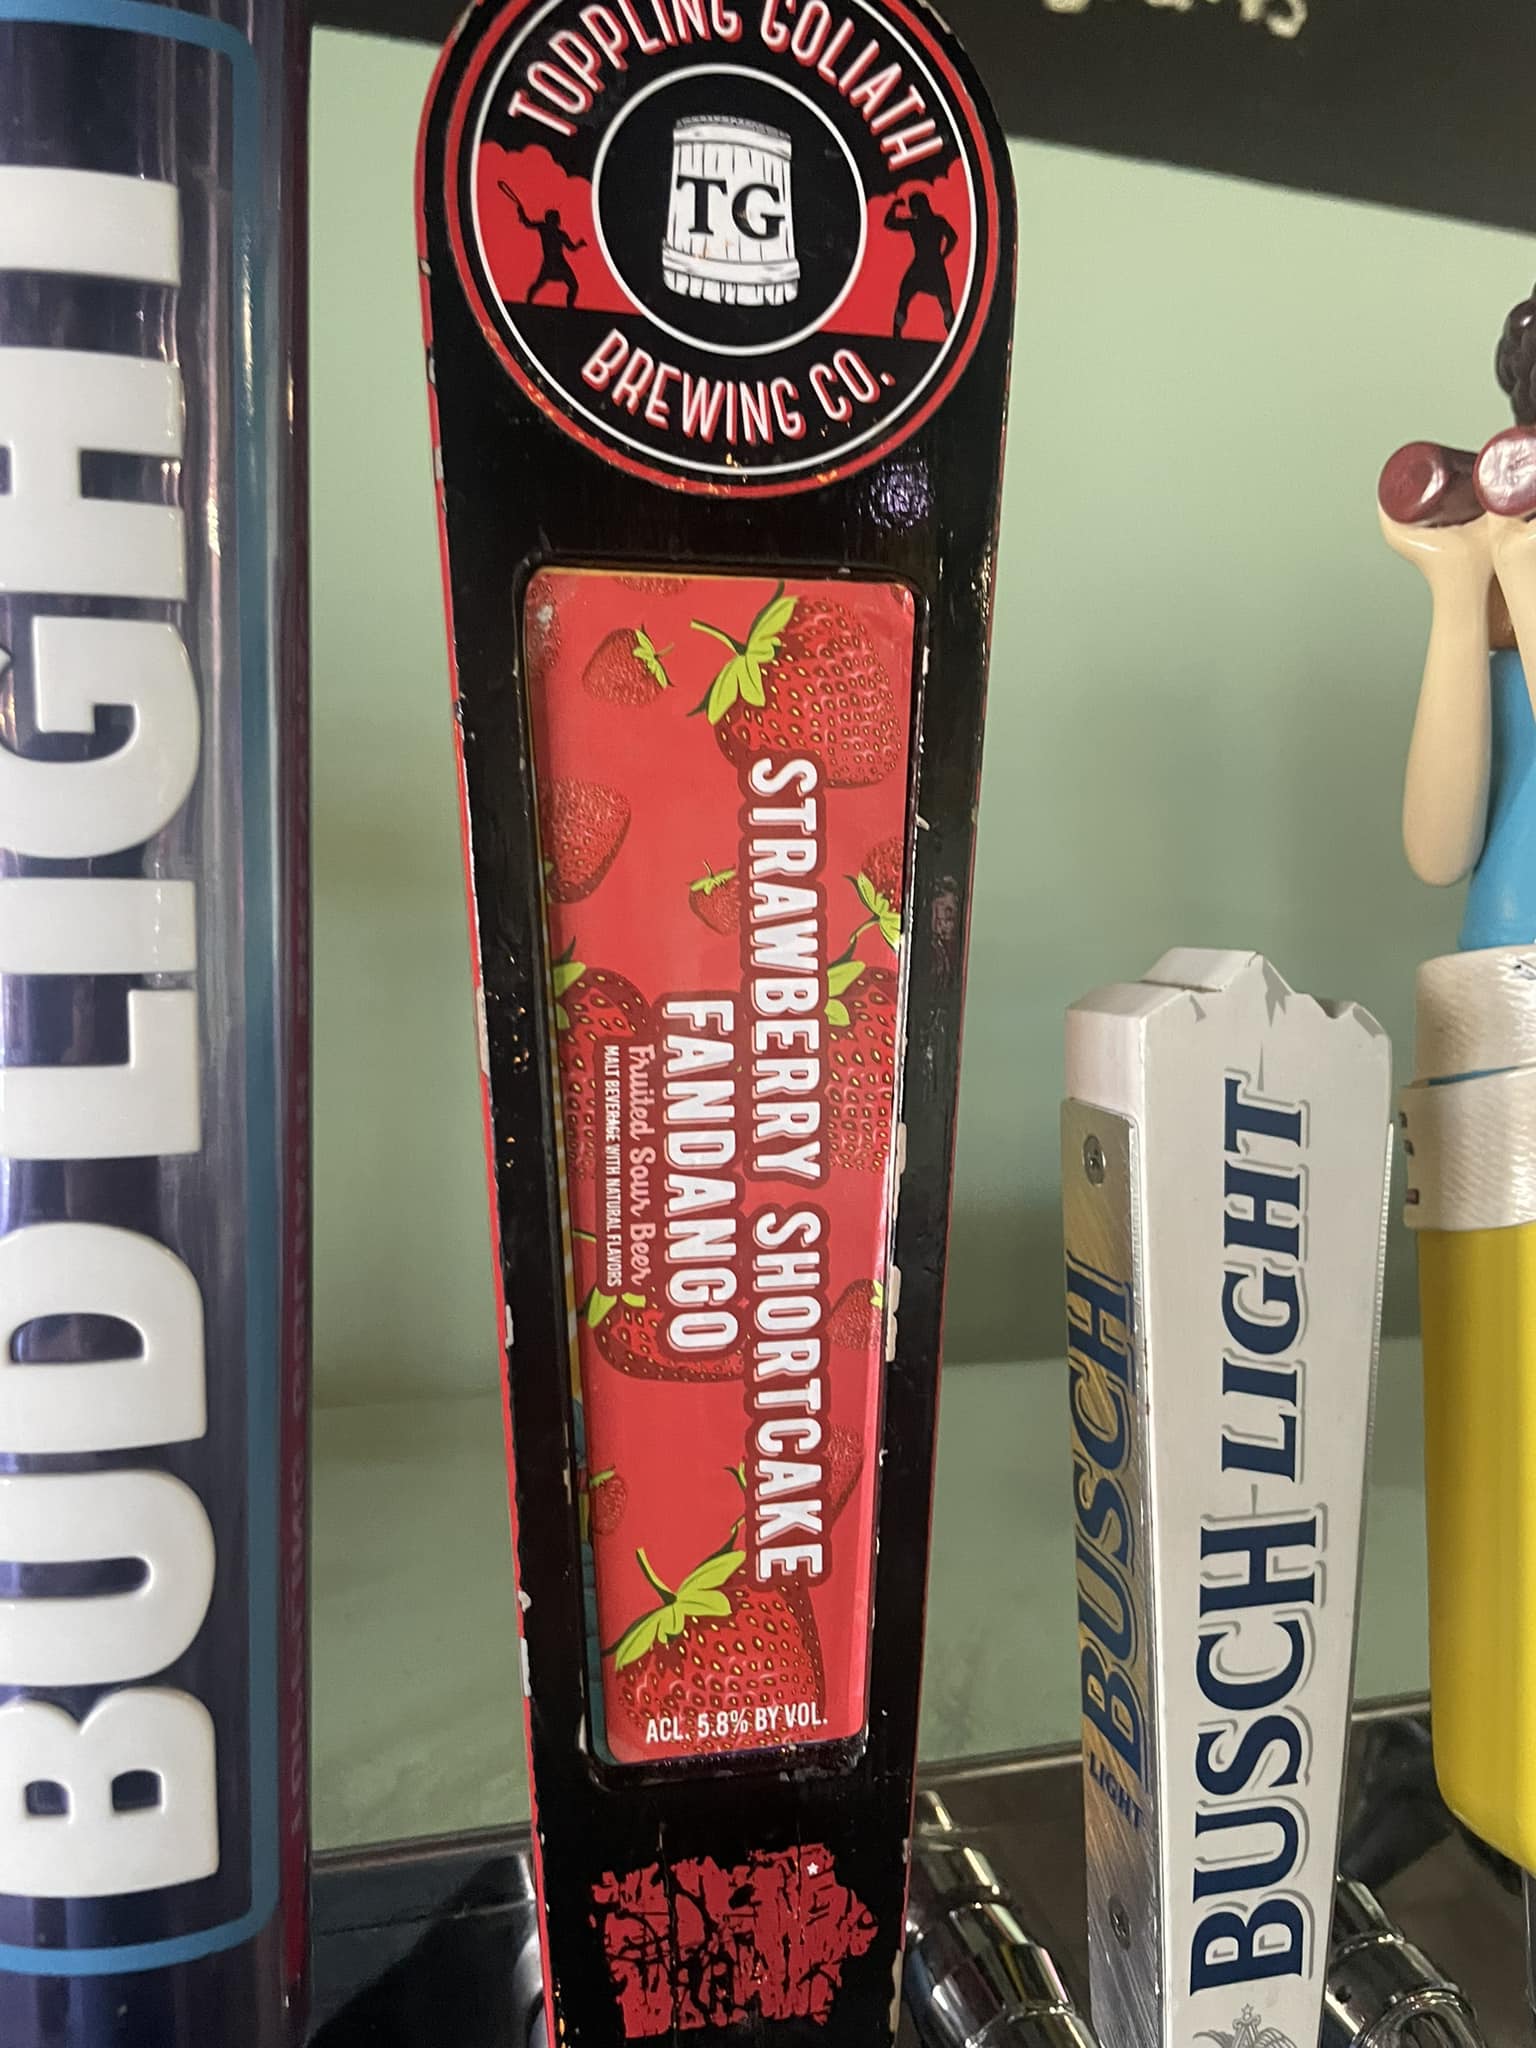 TOPPLING GOLIATH
TG
BREWING CO.
STRAWBERRY SHORTCAKE
FANDANGO
Fruited Sour Beer
MALT BEVERAGE WITH NATURAL FLAVORS
ACL. 5.8% BY VOL.
BUD LIGHT
BUSCH
LIGHT
BUSCH LIGHT